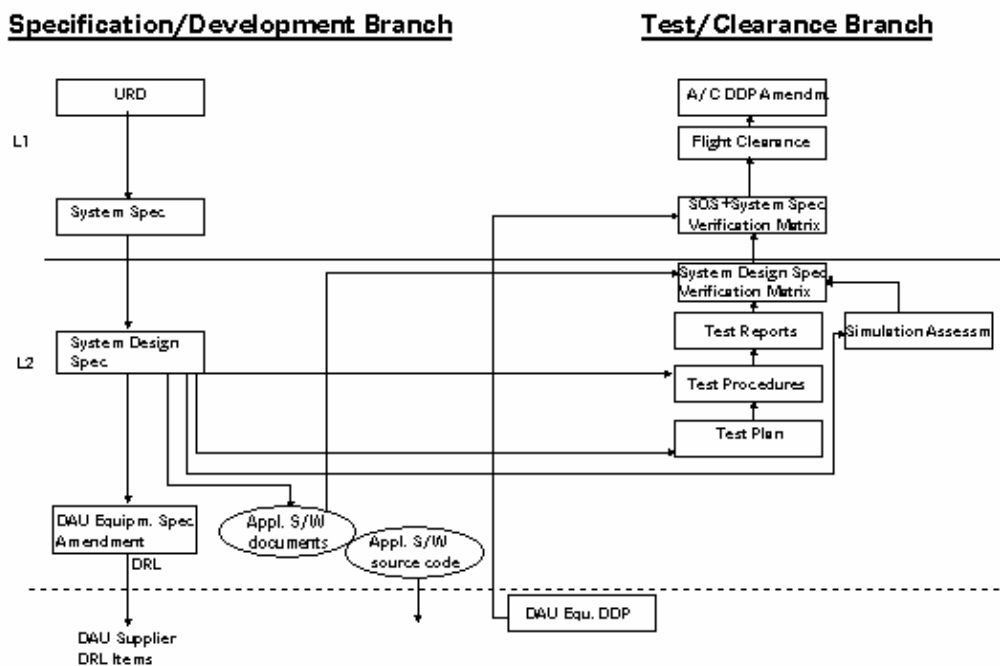 Specification/Development Branch
Test/Clearance Branch
URD
A/C DDP Amendm.
L1
Flight Clearance
System Spec
SOS+System Spec
Verification Matrix
System Design Spec
Verification Matrix
System Design
Spec
Test Reports
Simulation Assessm
L2
Test Procedures
Test Plan
DAU Equipm. Spec
Amendment
Appl. S/W
documents
Appl. S/W
source code
DRL
DAU Equ. DDP
DAU Supplier
DRL Items